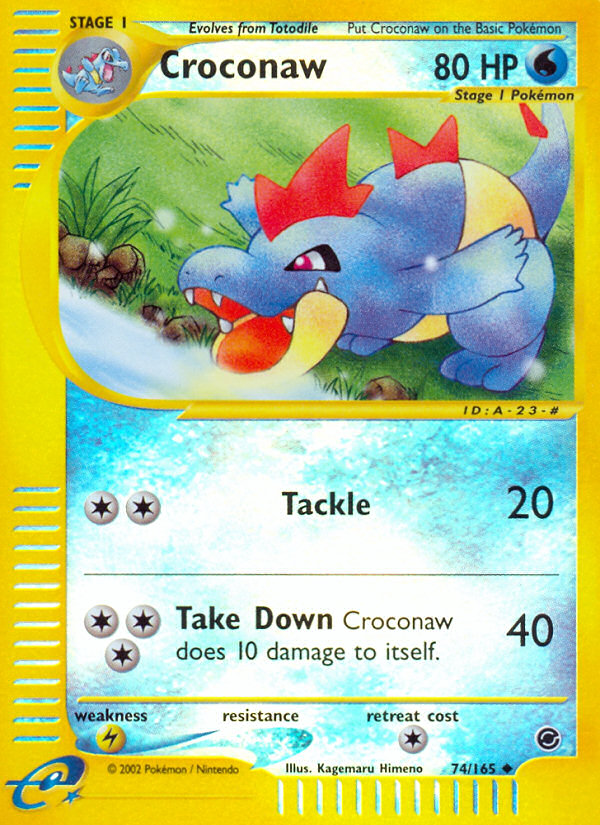 STAGE 1
Evolves from Totodile
Put Croconaw on the Basic Pokémon
Croconaw
80 HP
Stage 1 Pokémon
ID:A-23-#
Tackle
20
Take Down Croconaw
does 10 damage to itself.
40
weakness
resistance
retreat cost
© 2002 Pokémon / Nintendo
Illus. Kagemaru Himeno
74/165
e